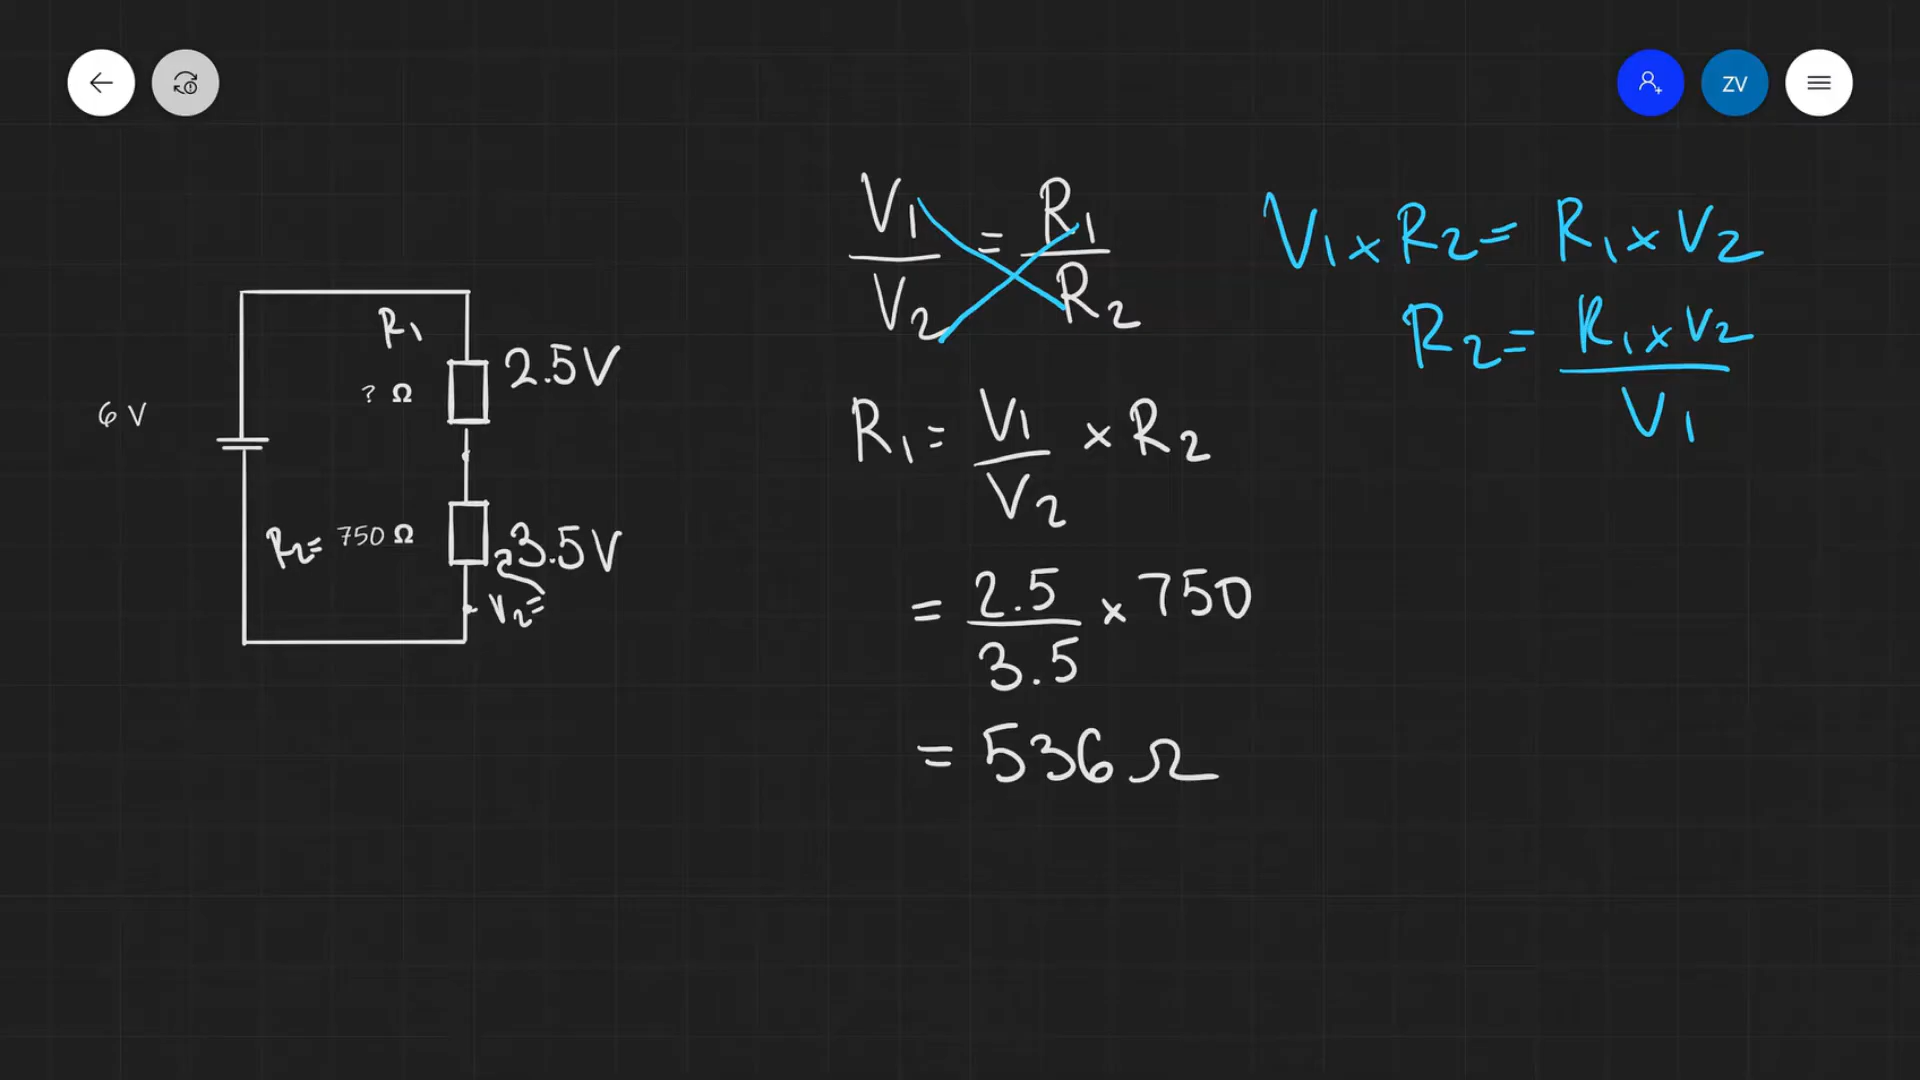 ZV
R₁
? Ω
2.5V
6 V
R₂= 750 Ω
3.5V
V₂=
V₁/V₂ = R₁/R₂
R₁ = V₁/V₂ × R₂
= 2.5/3.5 × 750
= 536 Ω
V₁ × R₂ = R₁ × V₂
R₂ = R₁ × V₂/V₁